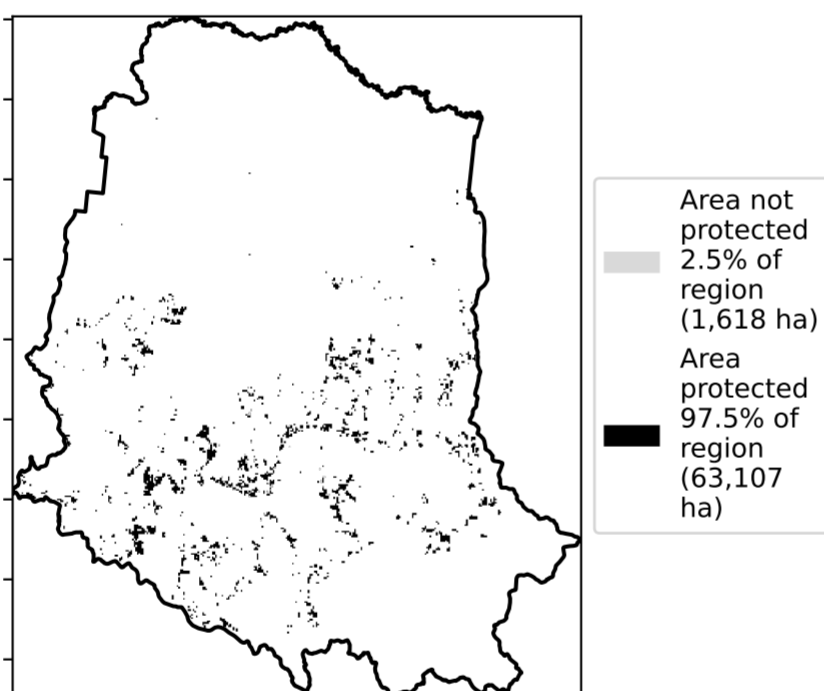 Area not
protected
2.5% of
region
(1,618 ha)
Area
protected
97.5% of
region
(63,107
ha)